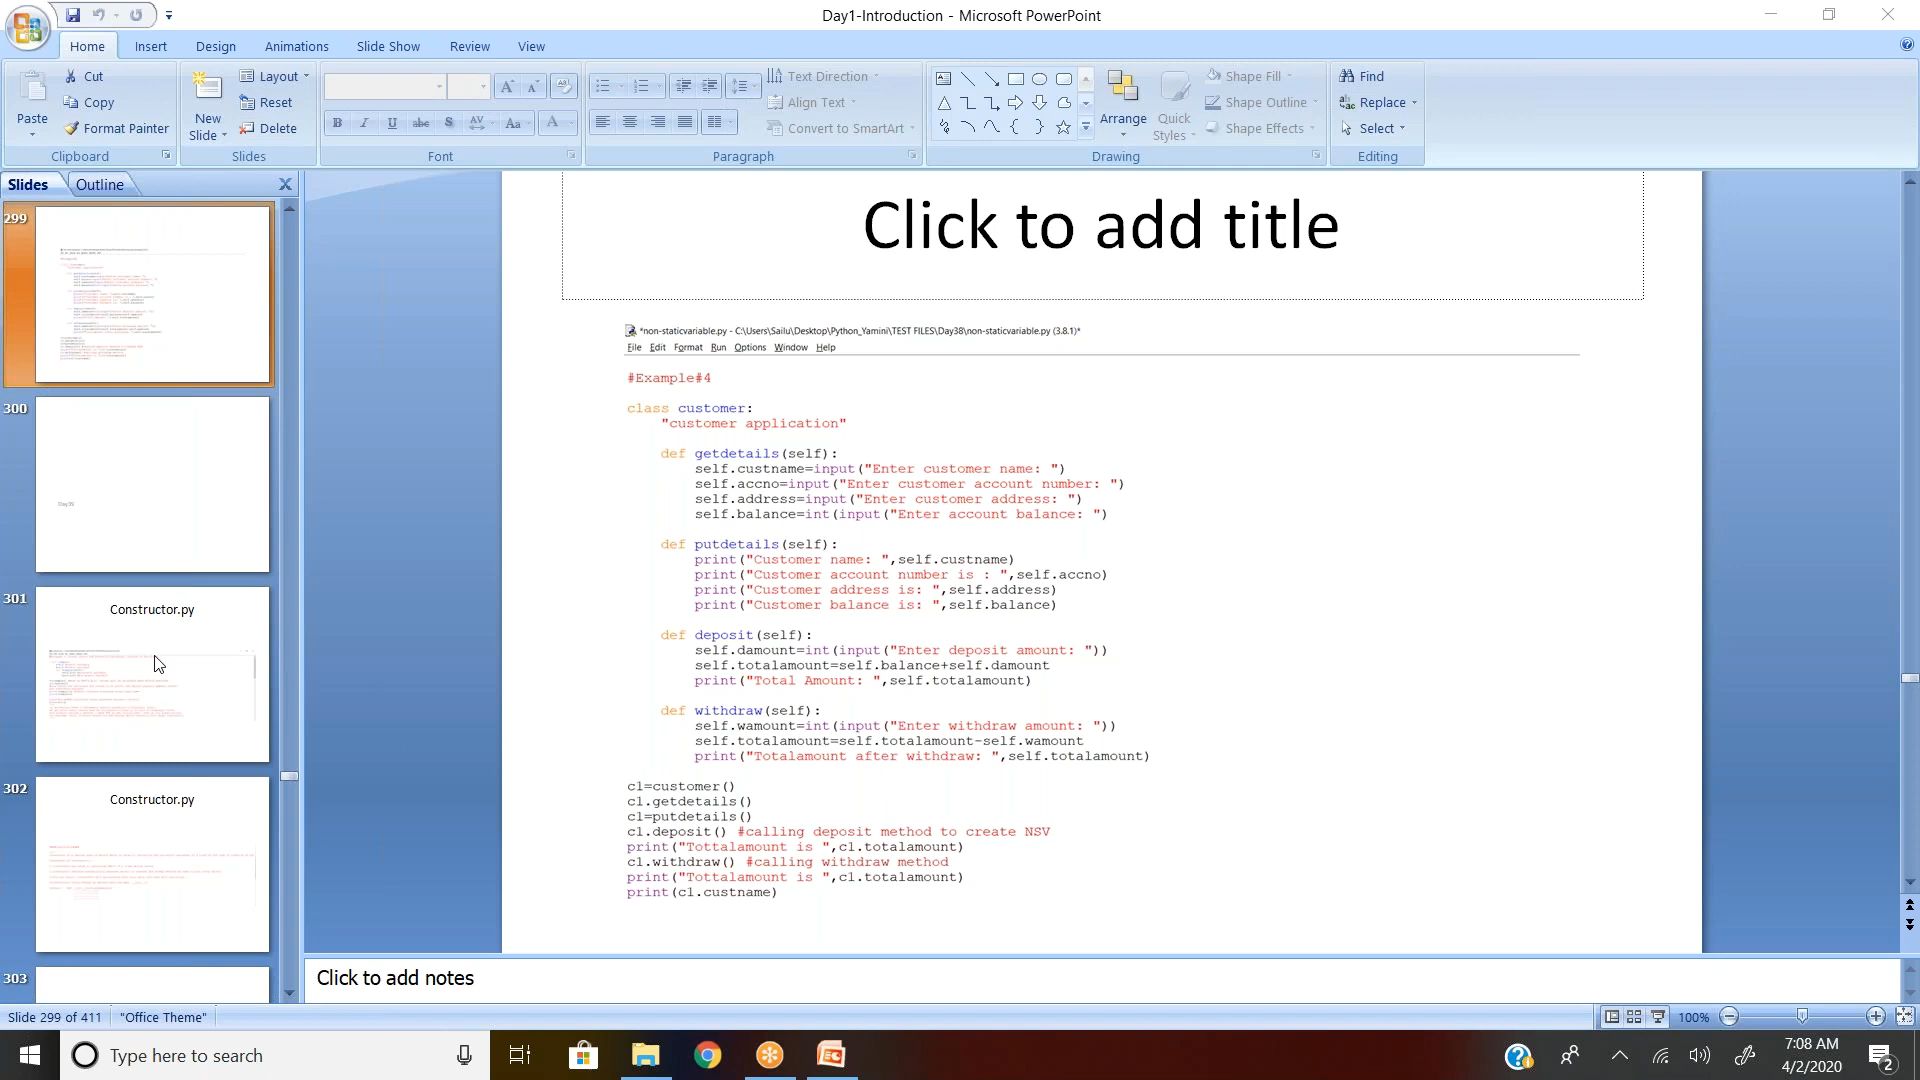 Day1-Introduction - Microsoft PowerPoint
Home Insert Design Animations Slide Show Review View
Paste
Cut
Copy
Format Painter
Clipboard
New Slide
Layout
Reset
Delete
Slides
B I U abc S AV Aa A
Font
Text Direction
Align Text
Convert to SmartArt
Paragraph
Arrange
Quick Styles
Shape Fill
Shape Outline
Shape Effects
Drawing
Find
Replace
Select
Editing
Slides Outline
299
300
Day39
301
Constructor.py
302
Constructor.py
303
Click to add title
*non-staticvariable.py - C:\Users\Sailu\Desktop\Python_Yamini\TEST FILES\Day38\non-staticvariable.py (3.8.1)*
File Edit Format Run Options Window Help
#Example#4
class customer:
"customer application"
def getdetails(self):
self.custname=input("Enter customer name: ")
self.accno=input("Enter customer account number: ")
self.address=input("Enter customer address: ")
self.balance=int(input("Enter account balance: ")
def putdetails(self):
print("Customer name: ",self.custname)
print("Customer account number is : ",self.accno)
print("Customer address is: ",self.address)
print("Customer balance is: ",self.balance)
def deposit(self):
self.damount=int(input("Enter deposit amount: "))
self.totalamount=self.balance+self.damount
print("Total Amount: ",self.totalamount)
def withdraw(self):
self.wamount=int(input("Enter withdraw amount: "))
self.totalamount=self.totalamount-self.wamount
print("Totalamount after withdraw: ",self.totalamount)
c1=customer()
c1.getdetails()
c1=putdetails()
c1.deposit() #calling deposit method to create NSV
print("Tottalamount is ",c1.totalamount)
c1.withdraw() #calling withdraw method
print("Tottalamount is ",c1.totalamount)
print(c1.custname)
Click to add notes
Slide 299 of 411 "Office Theme" 100%
Type here to search
7:08 AM
4/2/2020
2